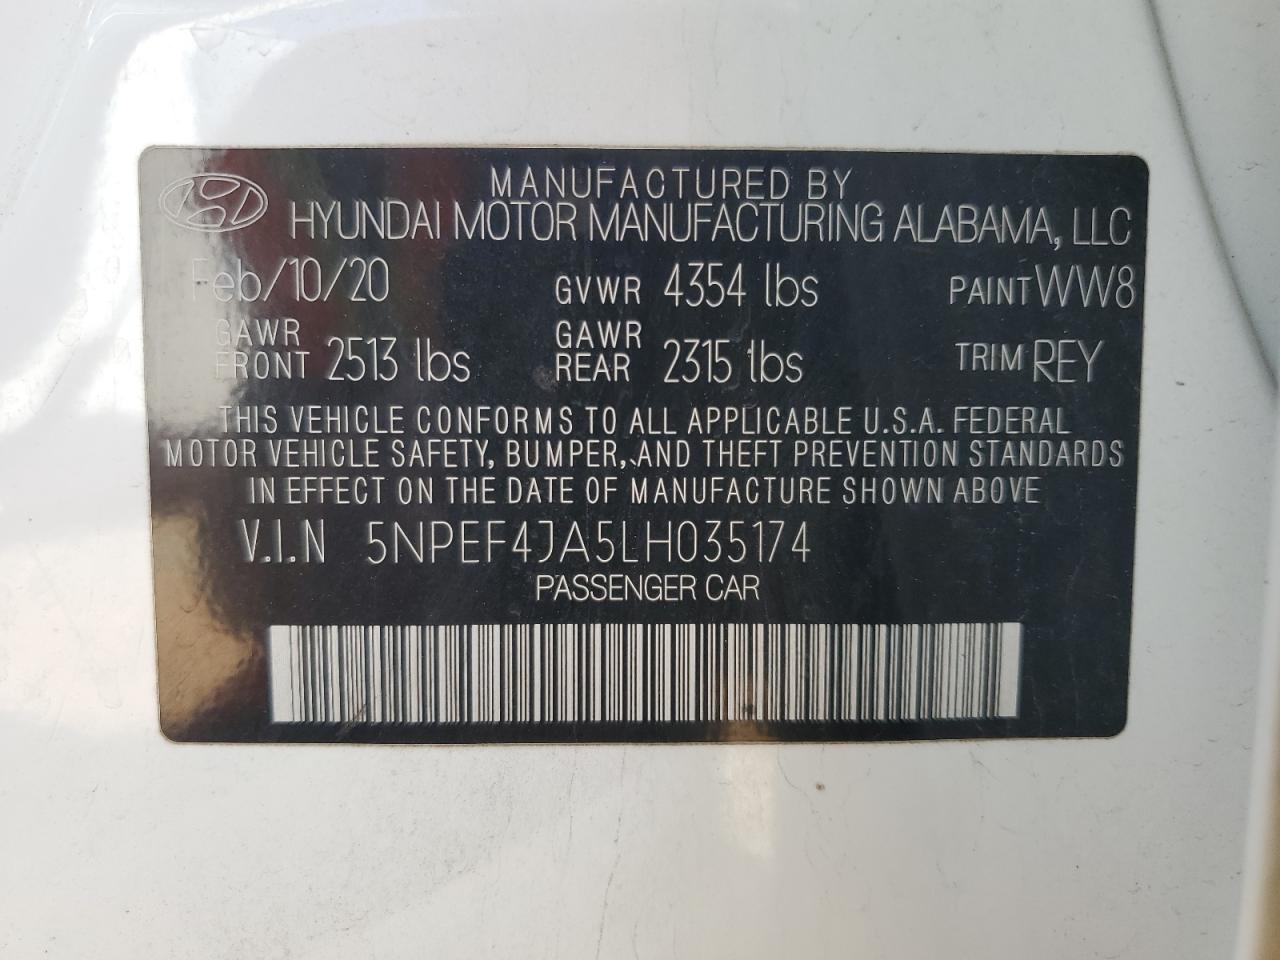 MANUFACTURED BY
HYUNDAI MOTOR MANUFACTURING ALABAMA, LLC
Feb/10/20 GVWR 4354 lbs PAINT WW8
GAWR FRONT 2513 lbs GAWR REAR 2315 lbs TRIM REY
THIS VEHICLE CONFORMS TO ALL APPLICABLE U.S.A. FEDERAL
MOTOR VEHICLE SAFETY, BUMPER, AND THEFT PREVENTION STANDARDS
IN EFFECT ON THE DATE OF MANUFACTURE SHOWN ABOVE
V.I.N 5NPEF4JA5LH035174
PASSENGER CAR